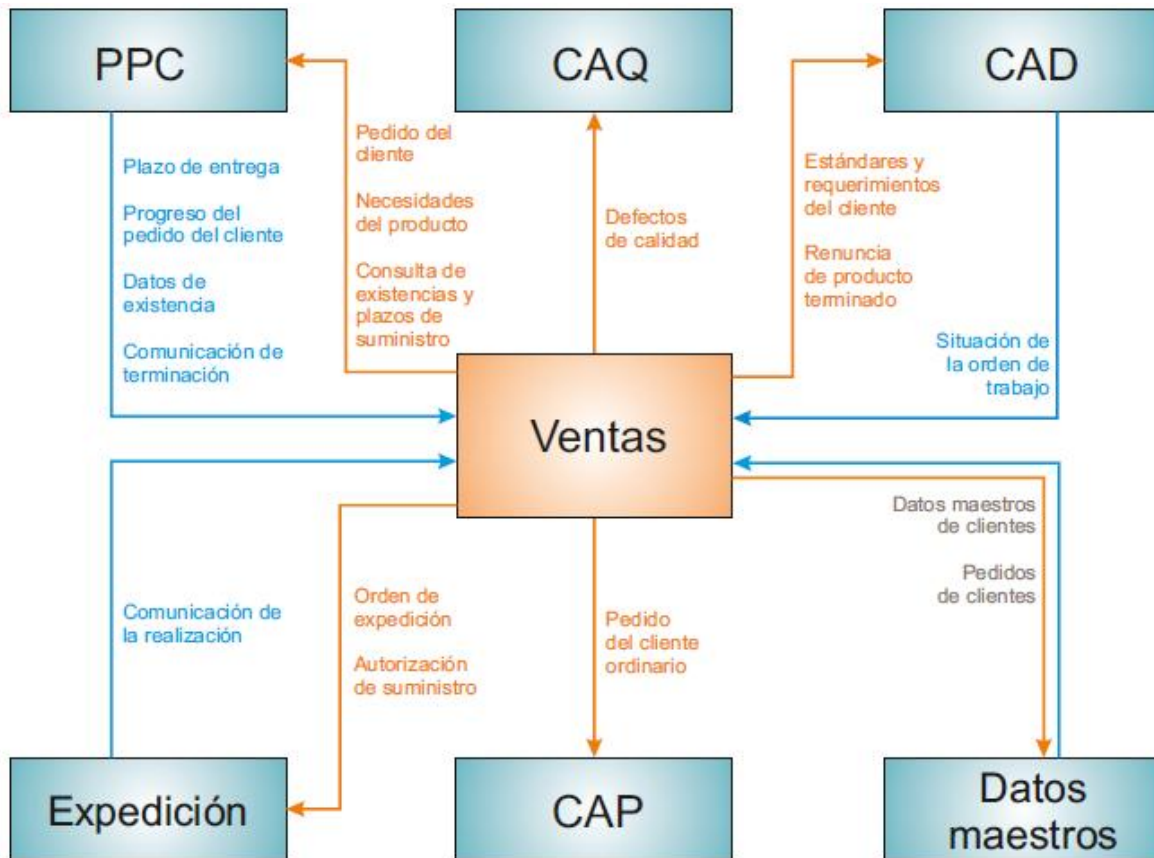 PPC
CAQ
CAD
Plazo de entrega
Progreso del
pedido del cliente
Datos de
existencia
Comunicación de
terminación
Pedido del
cliente
Necesidades
del producto
Consulta de
existencias y
plazos de
suministro
Defectos
de calidad
Estándares y
requerimientos
del cliente
Renuncia
de producto
terminado
Situación de
la orden de
trabajo
Ventas
Comunicación de
la realización
Orden de
expedición
Autorización
de suministro
Pedido
del cliente
ordinario
Datos maestros
de clientes
Pedidos
de clientes
Expedición
CAP
Datos
maestros